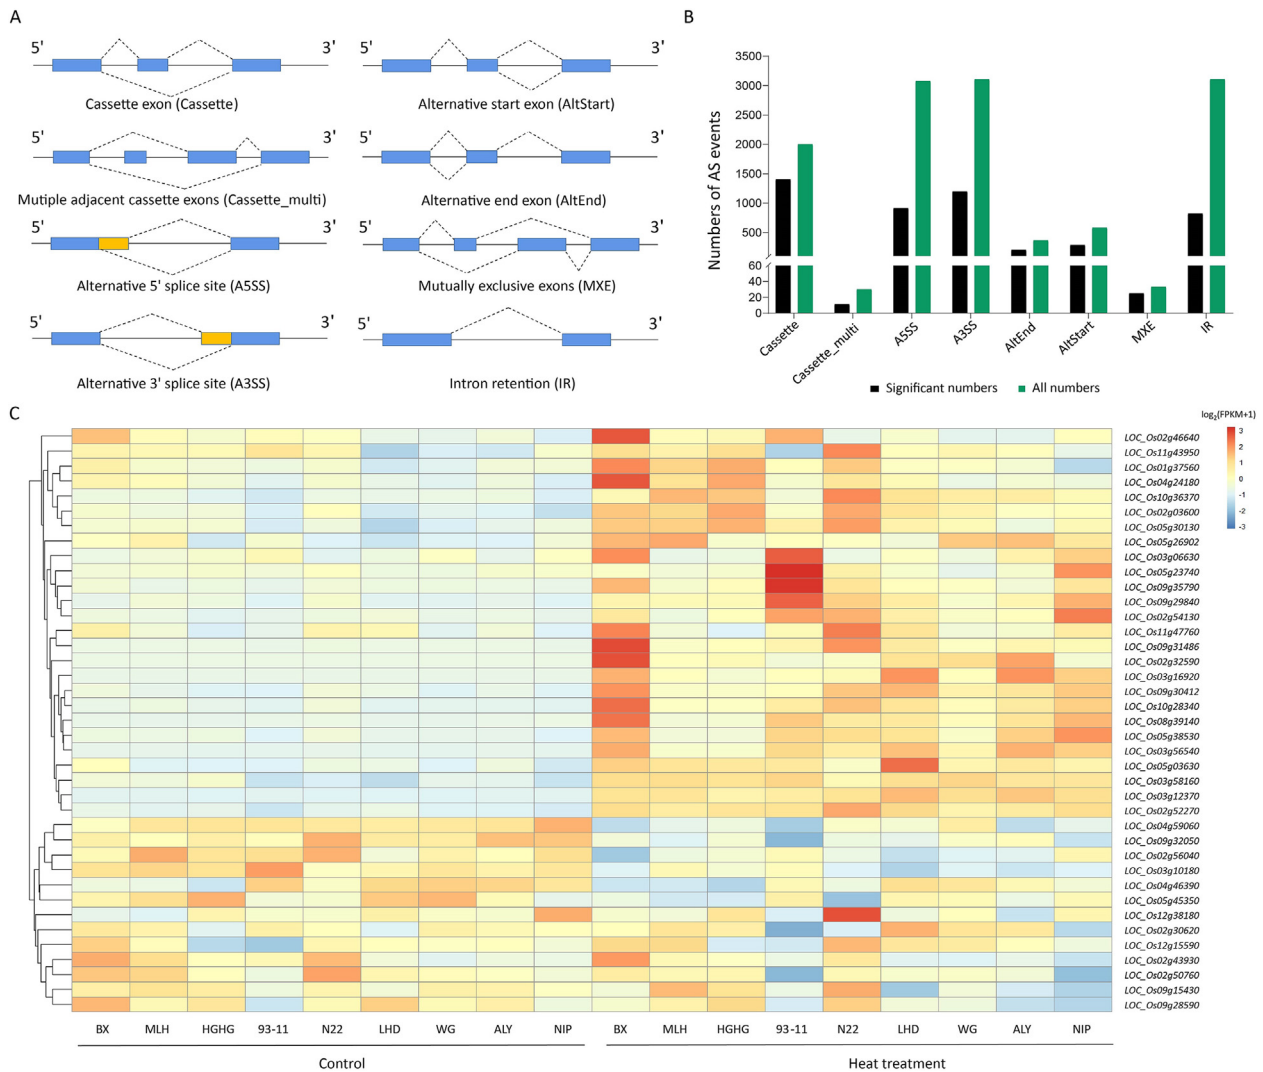 A
5' 3'
Cassette exon (Cassette)
5' 3'
Alternative start exon (AltStart)
5' 3'
Mutiple adjacent cassette exons (Cassette_multi)
5' 3'
Alternative end exon (AltEnd)
5' 3'
Alternative 5' splice site (A5SS)
5' 3'
Mutually exclusive exons (MXE)
5' 3'
Alternative 3' splice site (A3SS)
5' 3'
Intron retention (IR)
B
Numbers of AS events
3500
3000
2500
2000
1500
1000
500
60
40
20
0
Cassette
Cassette_multi
A5SS
A3SS
AltEnd
AltStart
MXE
IR
Significant numbers
All numbers
C
log2(FPKM+1)
3
2
1
-1
-2
-3
LOC_Os02g46640
LOC_Os11g43950
LOC_Os01g37560
LOC_Os04g24180
LOC_Os10g36370
LOC_Os02g03600
LOC_Os05g30130
LOC_Os05g26902
LOC_Os03g06630
LOC_Os05g23740
LOC_Os09g35790
LOC_Os09g29840
LOC_Os02g54130
LOC_Os11g47760
LOC_Os09g31486
LOC_Os02g32590
LOC_Os03g16920
LOC_Os09g30412
LOC_Os10g28340
LOC_Os08g39140
LOC_Os05g38530
LOC_Os03g56540
LOC_Os05g03630
LOC_Os03g58160
LOC_Os03g12370
LOC_Os02g52270
LOC_Os04g59060
LOC_Os09g32050
LOC_Os02g56040
LOC_Os03g10180
LOC_Os04g46390
LOC_Os05g45350
LOC_Os12g38180
LOC_Os02g30620
LOC_Os12g15590
LOC_Os02g43930
LOC_Os02g50760
LOC_Os09g15430
LOC_Os09g28590
BX MLH HGHG 93-11 N22 LHD WG ALY NIP BX MLH HGHG 93-11 N22 LHD WG ALY NIP
Control Heat treatment